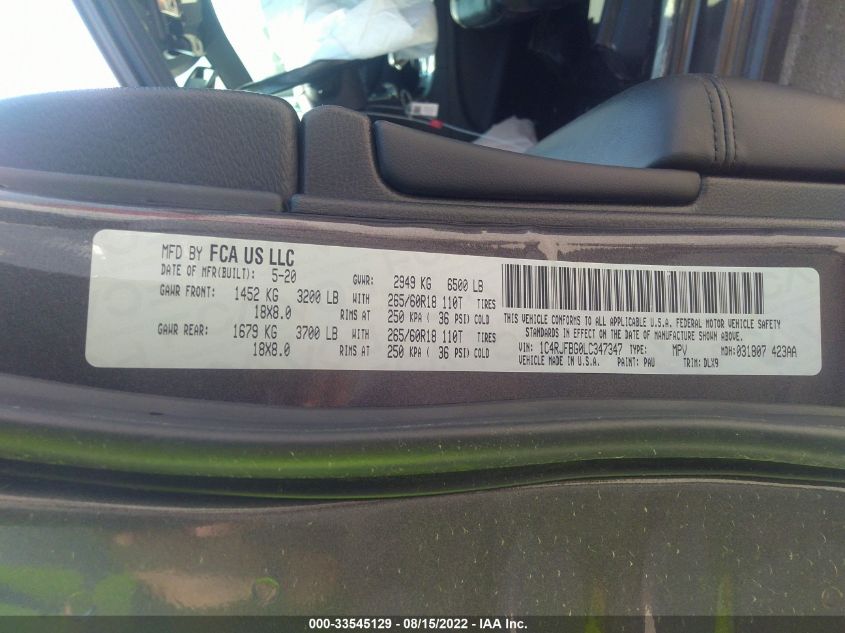 MFD BY FCA US LLC
DATE OF MFR(BUILT): 5-20 GVWR: 2949 KG 6500 LB
GAWR FRONT: 1452 KG 3200 LB WITH 265/60R18 110T TIRES
18X8.0 RIMS AT 250 KPA ( 36 PSI) COLD
GAWR REAR: 1679 KG 3700 LB WITH 265/60R18 110T TIRES
18X8.0 RIMS AT 250 KPA ( 36 PSI) COLD
THIS VEHICLE CONFORMS TO ALL APPLICABLE U.S.A. FEDERAL MOTOR VEHICLE SAFETY
STANDARDS IN EFFECT ON THE DATE OF MANUFACTURE SHOWN ABOVE.
VIN: 1C4RJFBG0LC347347 TYPE: MPV MDH: 031807 423AA
VEHICLE MADE IN U.S.A. PAINT: PAU TRIM: DLX9
000-33545129 - 08/15/2022 - IAA Inc.